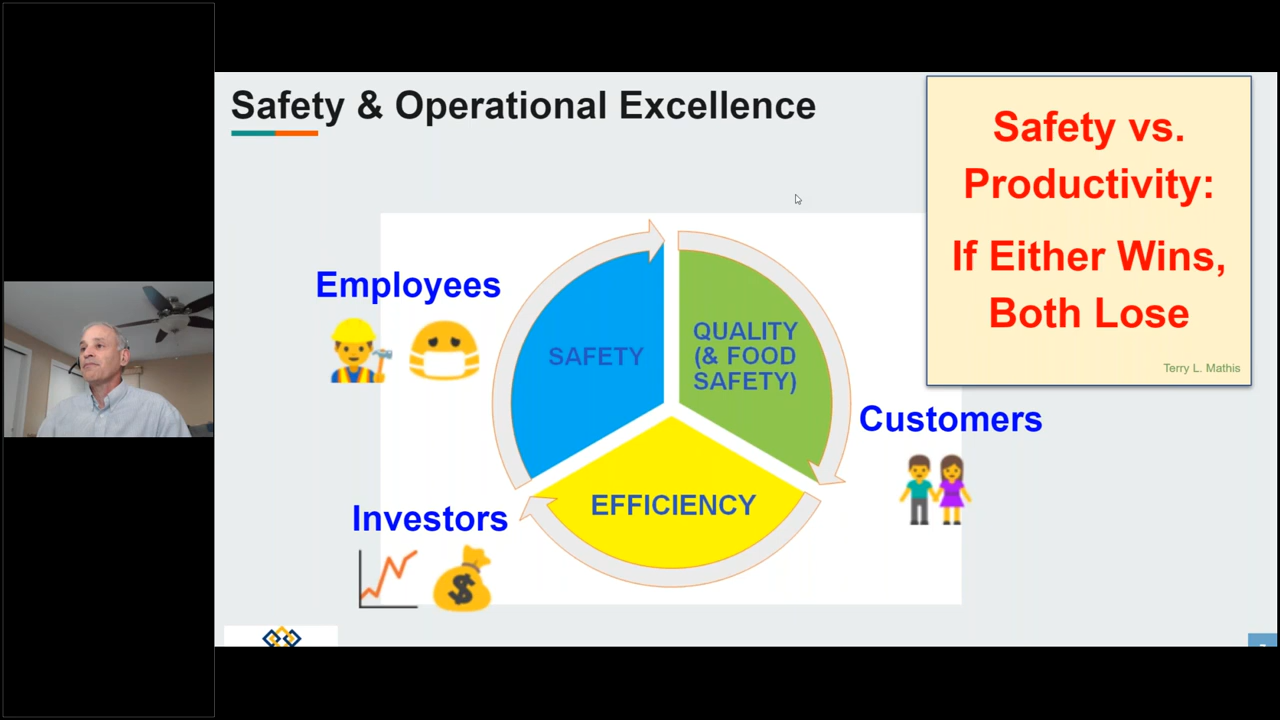 Safety & Operational Excellence
Safety vs.
Productivity:
If Either Wins,
Both Lose
Terry L. Mathis
Employees
SAFETY
QUALITY
(& FOOD
SAFETY)
Customers
EFFICIENCY
Investors
$